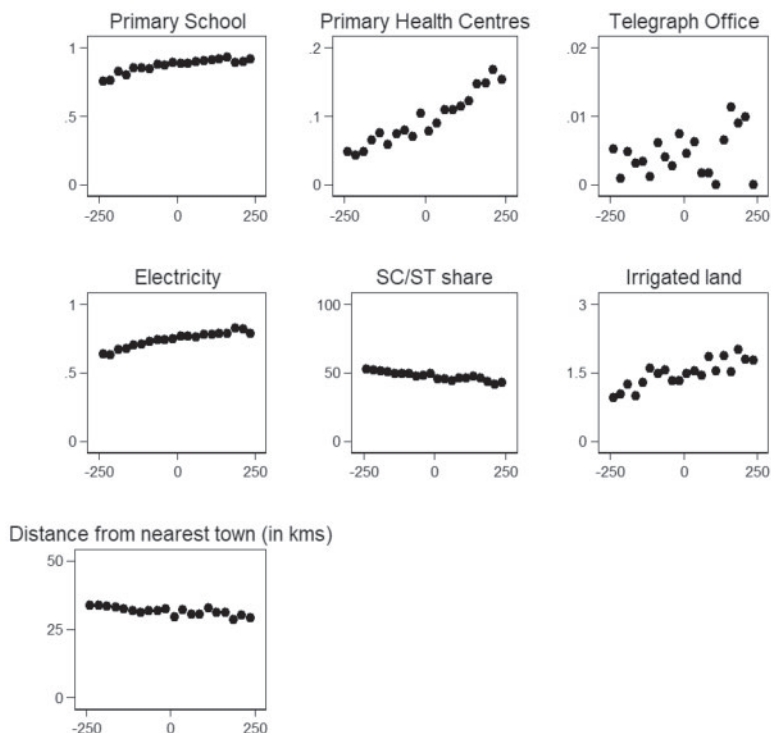 Primary School
1
.5
0
-250 0 250
Primary Health Centres
.2
.1
0
-250 0 250
Telegraph Office
.02
.01
0
-250 0 250
Electricity
1
.5
0
-250 0 250
SC/ST share
100
50
0
-250 0 250
Irrigated land
3
1.5
0
-250 0 250
Distance from nearest town (in kms)
50
25
0
-250 0 250